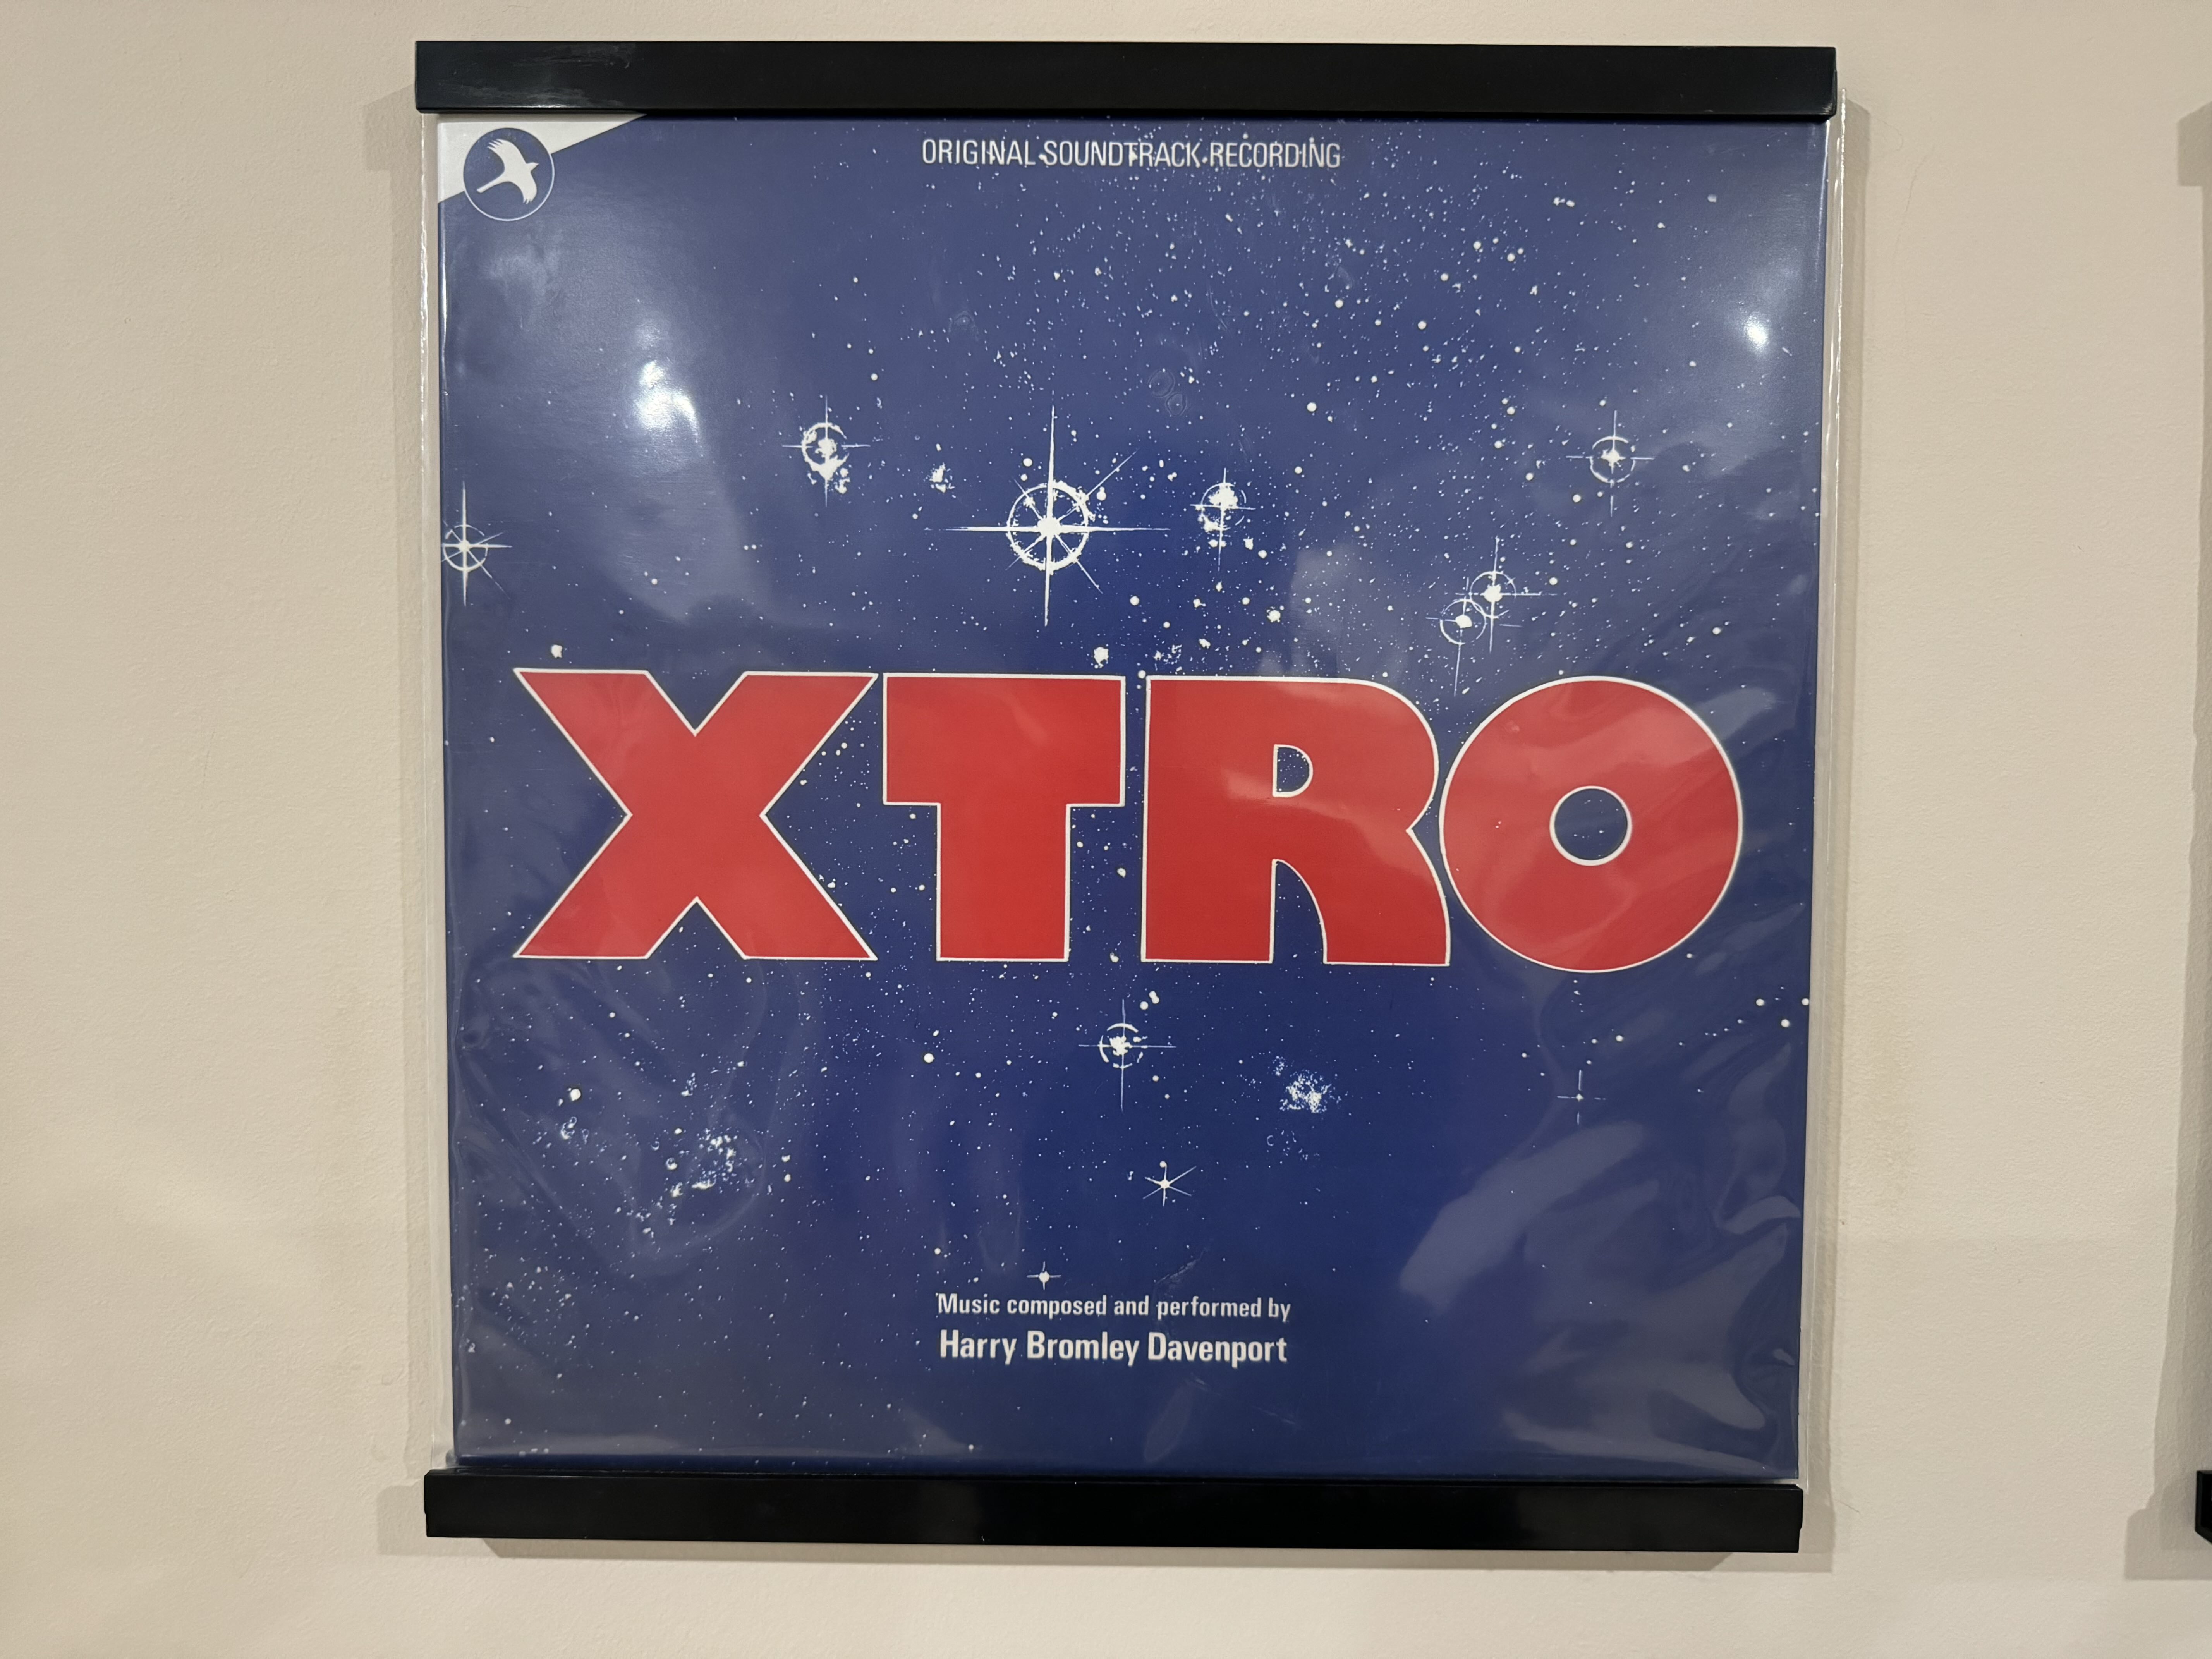 ORIGINAL SOUNDTRACK RECORDING
XTRO
Music composed and performed by
Harry Bromley Davenport